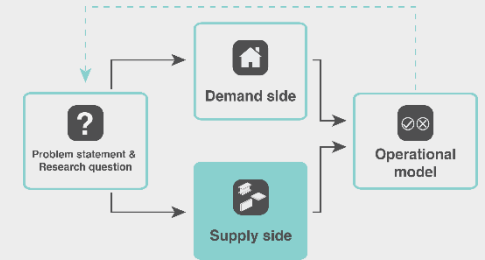 ?
Problem statement &
Research question
Demand side
Supply side
Operational
model